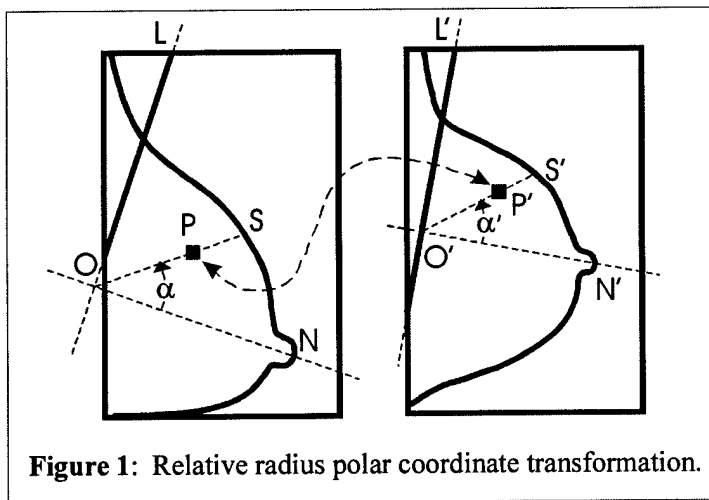 L
L'
S'
P'
α'
P
S
O
α
O'
N
N'
Figure 1: Relative radius polar coordinate transformation.